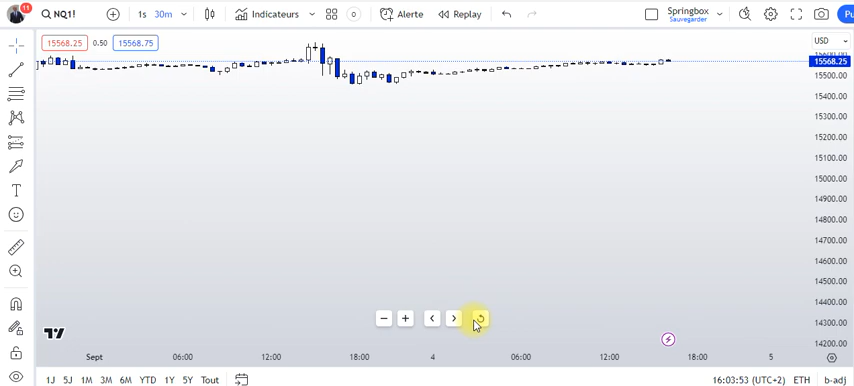 11
NQ1!
1s 30m
Indicateurs
0
Alerte
Replay
Springbox
Sauvegarder
Pu
15568.25
0.50
15568.75
USD
15600.00
15568.25
15500.00
15400.00
15300.00
15200.00
15100.00
15000.00
14900.00
14800.00
14700.00
14600.00
14500.00
14400.00
14300.00
14200.00
Sept 06:00 12:00 18:00 4 06:00 12:00 18:00 5
1J 5J 1M 3M 6M YTD 1Y 5Y Tout
16:03:53 (UTC+2) ETH b-adj